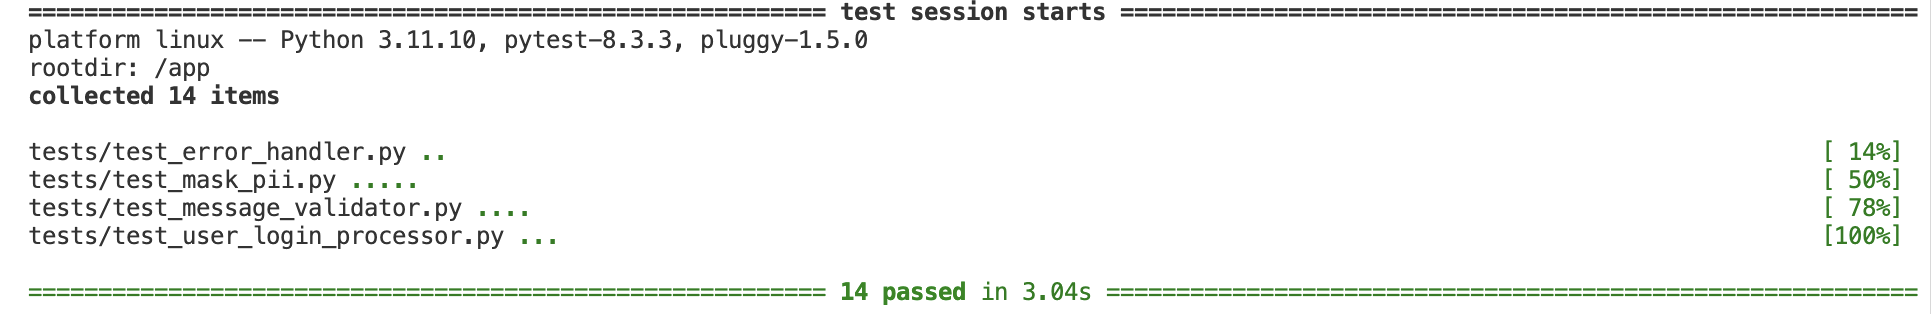 ========================================================= test session starts =========================================================
platform linux -- Python 3.11.10, pytest-8.3.3, pluggy-1.5.0
rootdir: /app
collected 14 items
tests/test_error_handler.py .. [ 14%]
tests/test_mask_pii.py ..... [ 50%]
tests/test_message_validator.py .... [ 78%]
tests/test_user_login_processor.py ... [100%]
========================================================= 14 passed in 3.04s ==========================================================